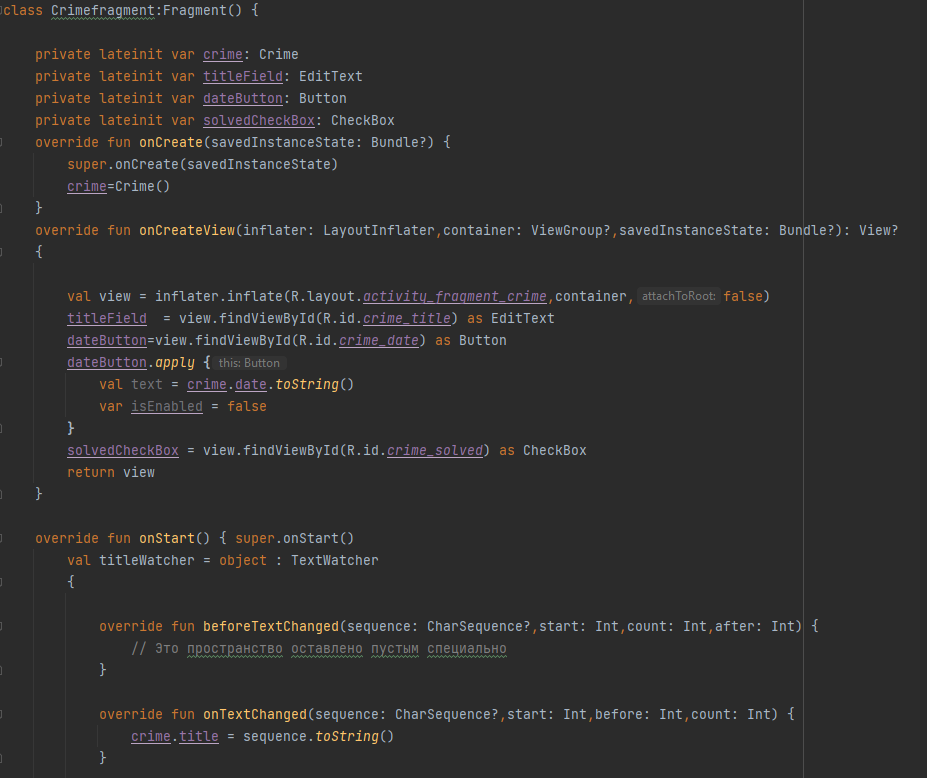 class Crimefragment:Fragment() {
private lateinit var crime: Crime
private lateinit var titleField: EditText
private lateinit var dateButton: Button
private lateinit var solvedCheckBox: CheckBox
override fun onCreate(savedInstanceState: Bundle?) {
super.onCreate(savedInstanceState)
crime=Crime()
}
override fun onCreateView(inflater: LayoutInflater,container: ViewGroup?,savedInstanceState: Bundle?): View?
{
val view = inflater.inflate(R.layout.activity_fragment_crime,container, attachToRoot: false)
titleField  = view.findViewById(R.id.crime_title) as EditText
dateButton=view.findViewById(R.id.crime_date) as Button
dateButton.apply { this: Button
val text = crime.date.toString()
var isEnabled = false
}
solvedCheckBox = view.findViewById(R.id.crime_solved) as CheckBox
return view
}
override fun onStart() { super.onStart()
val titleWatcher = object : TextWatcher
{
override fun beforeTextChanged(sequence: CharSequence?,start: Int,count: Int,after: Int) {
// Это пространство оставлено пустым специально
}
override fun onTextChanged(sequence: CharSequence?,start: Int,before: Int,count: Int) {
crime.title = sequence.toString()
}